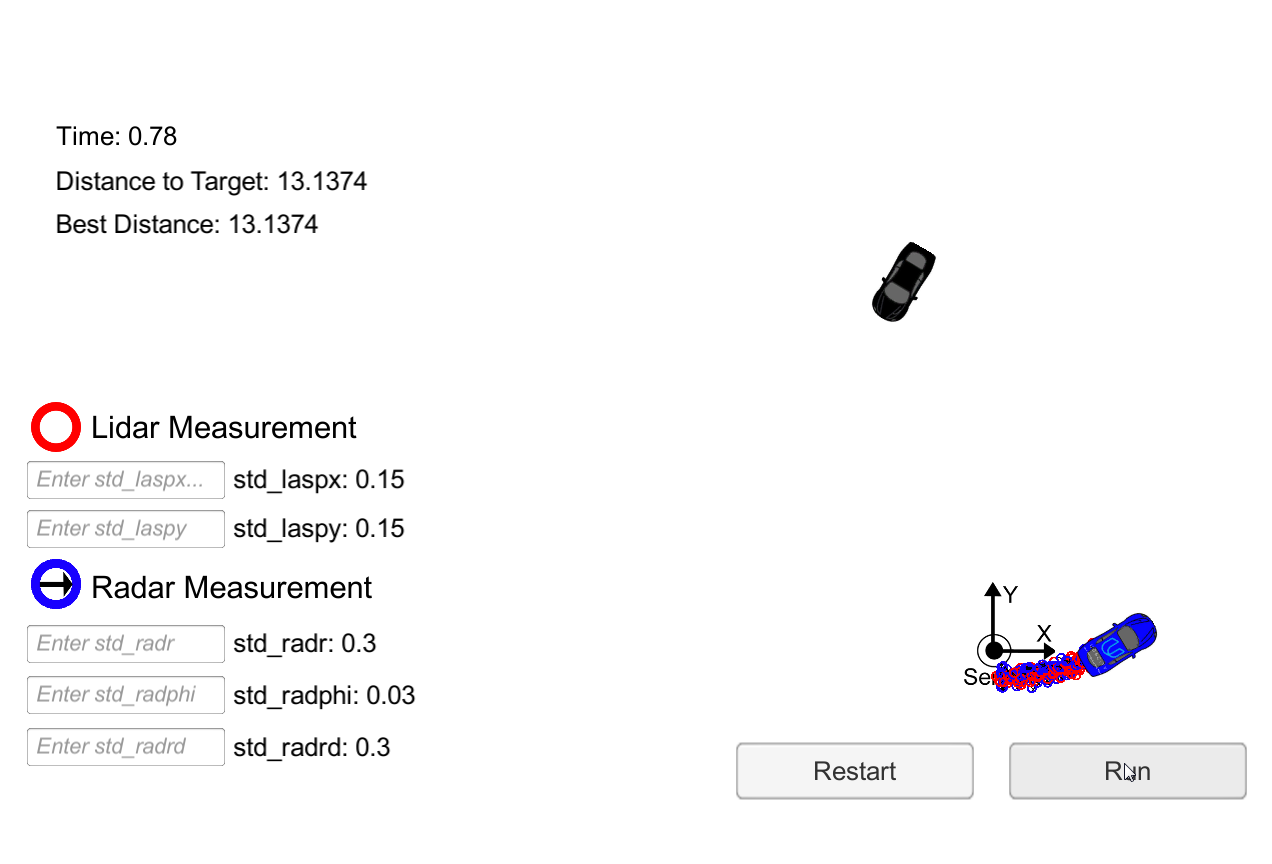 Time: 0.78
Distance to Target: 13.1374
Best Distance: 13.1374
Lidar Measurement
Enter std_laspx... std_laspx: 0.15
Enter std_laspy std_laspy: 0.15
Radar Measurement
Enter std_radr std_radr: 0.3
Enter std_radphi std_radphi: 0.03
Enter std_radrd std_radrd: 0.3
Y
X
Restart
Run